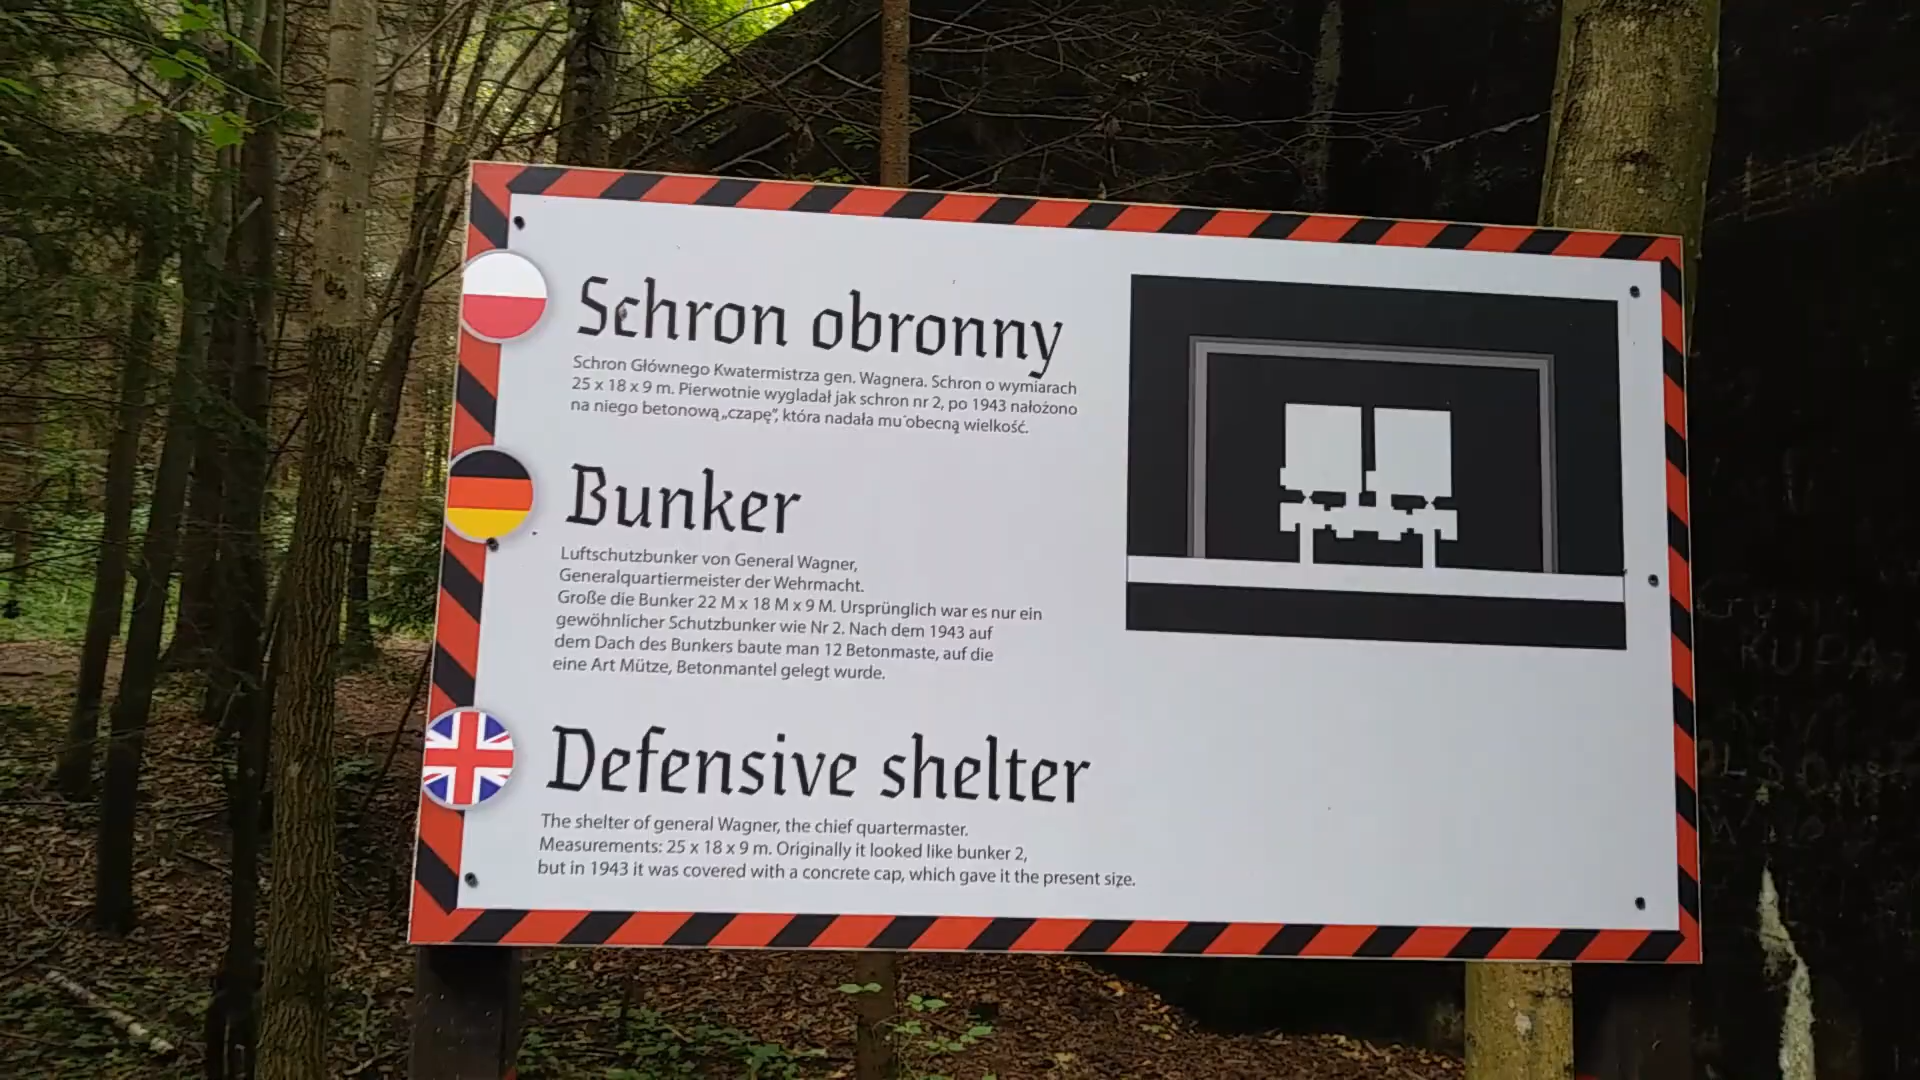 Schron obronny
Schron Głównego Kwatermistrza gen. Wagnera. Schron o wymiarach
25 x 18 x 9 m. Pierwotnie wygladał jak schron nr 2, po 1943 nałożono
na niego betonową „czapę”, która nadała mu obecną wielkość.
Bunker
Luftschutzbunker von General Wagner,
Generalquartiermeister der Wehrmacht.
Große die Bunker 22 M x 18 M x 9 M. Ursprünglich war es nur ein
gewöhnlicher Schutzbunker wie Nr 2. Nach dem 1943 auf
dem Dach des Bunkers baute man 12 Betonmaste, auf die
eine Art Mütze, Betonmantel gelegt wurde.
Defensive shelter
The shelter of general Wagner, the chief quartermaster.
Measurements: 25 x 18 x 9 m. Originally it looked like bunker 2,
but in 1943 it was covered with a concrete cap, which gave it the present size.